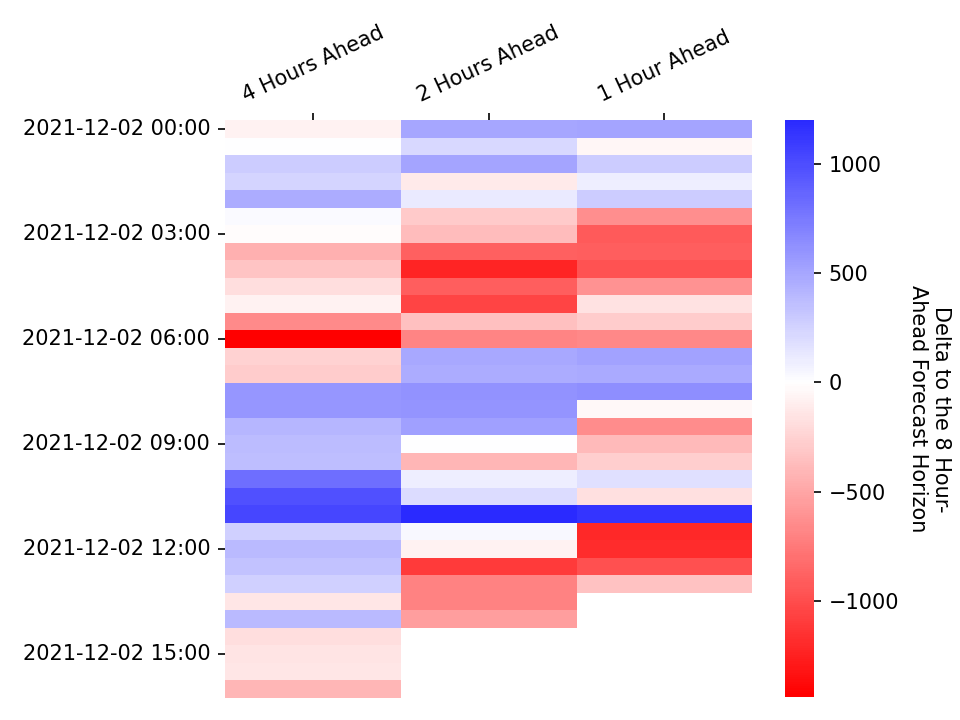 4 Hours Ahead
2 Hours Ahead
1 Hour Ahead
2021-12-02 00:00
2021-12-02 03:00
2021-12-02 06:00
2021-12-02 09:00
2021-12-02 12:00
2021-12-02 15:00
1000
500
0
−500
−1000
Delta to the 8 Hour-
Ahead Forecast Horizon